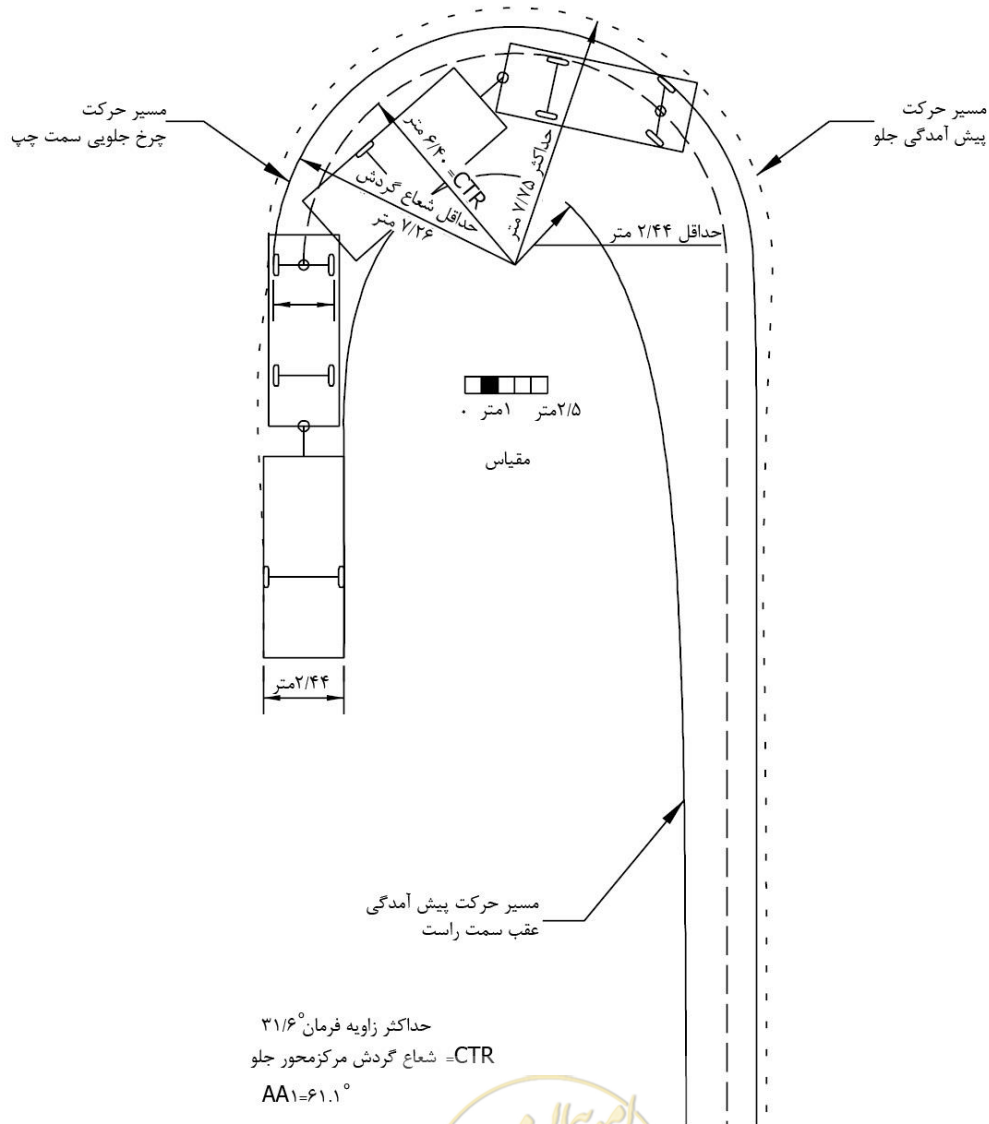 مسیر حرکت
چرخ جلویی سمت چپ
مسیر حرکت
پیش آمدگی جلو
CTR= ۶/۴۰ متر
حداقل شعاع گردش
۷/۲۶ متر
حداکثر ۷/۷۵ متر
حداقل ۲/۴۴ متر
۰ ۱متر ۲/۵متر
مقیاس
۲/۴۴متر
مسیر حرکت پیش آمدگی
عقب سمت راست
حداکثر زاویه فرمان ۳۱/۶°
CTR= شعاع گردش مرکزمحور جلو
AA۱=۶۱.۱°